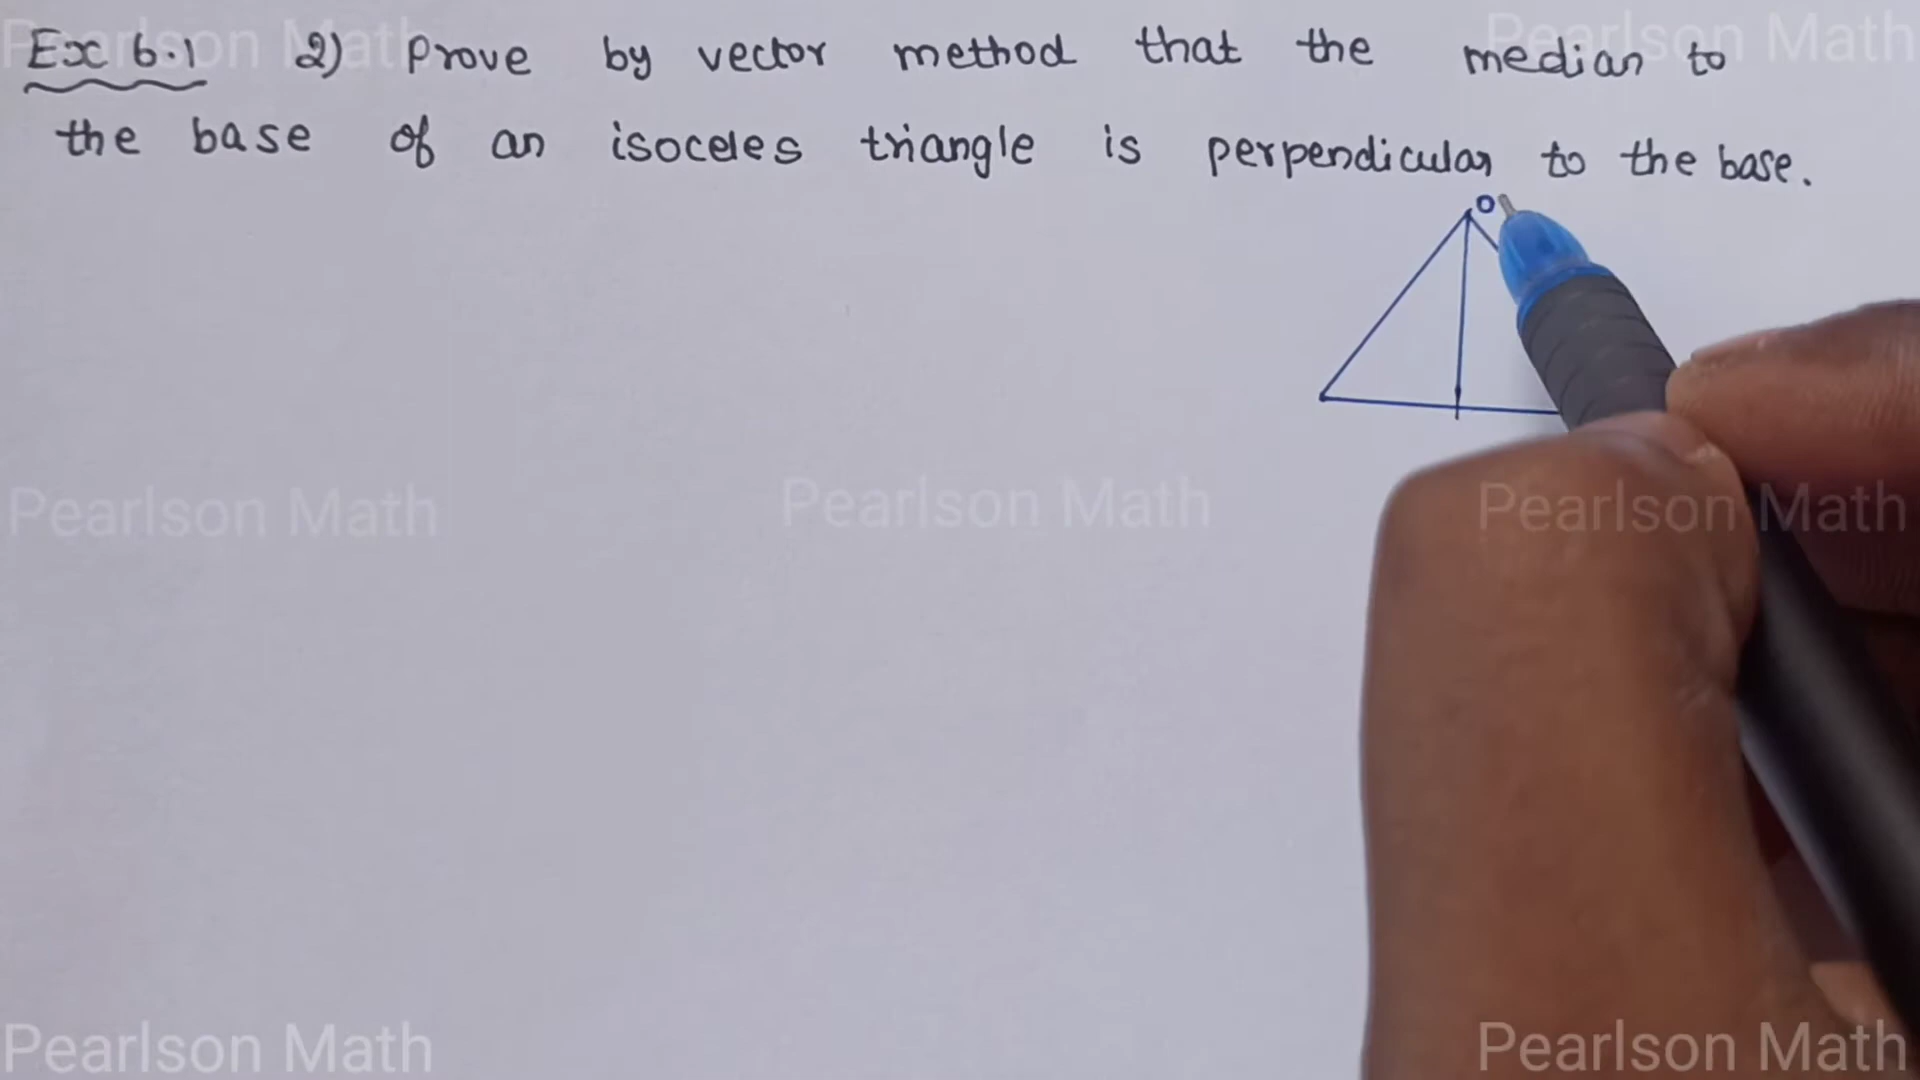 Ex 6.1 2) Prove by vector method that the median to
the base of an isoceles triangle is perpendicular to the base.
O
Pearlson Math Pearlson Math
Pearlson Math Pearlson Math Pearlson Math
Pearlson Math Pearlson Math